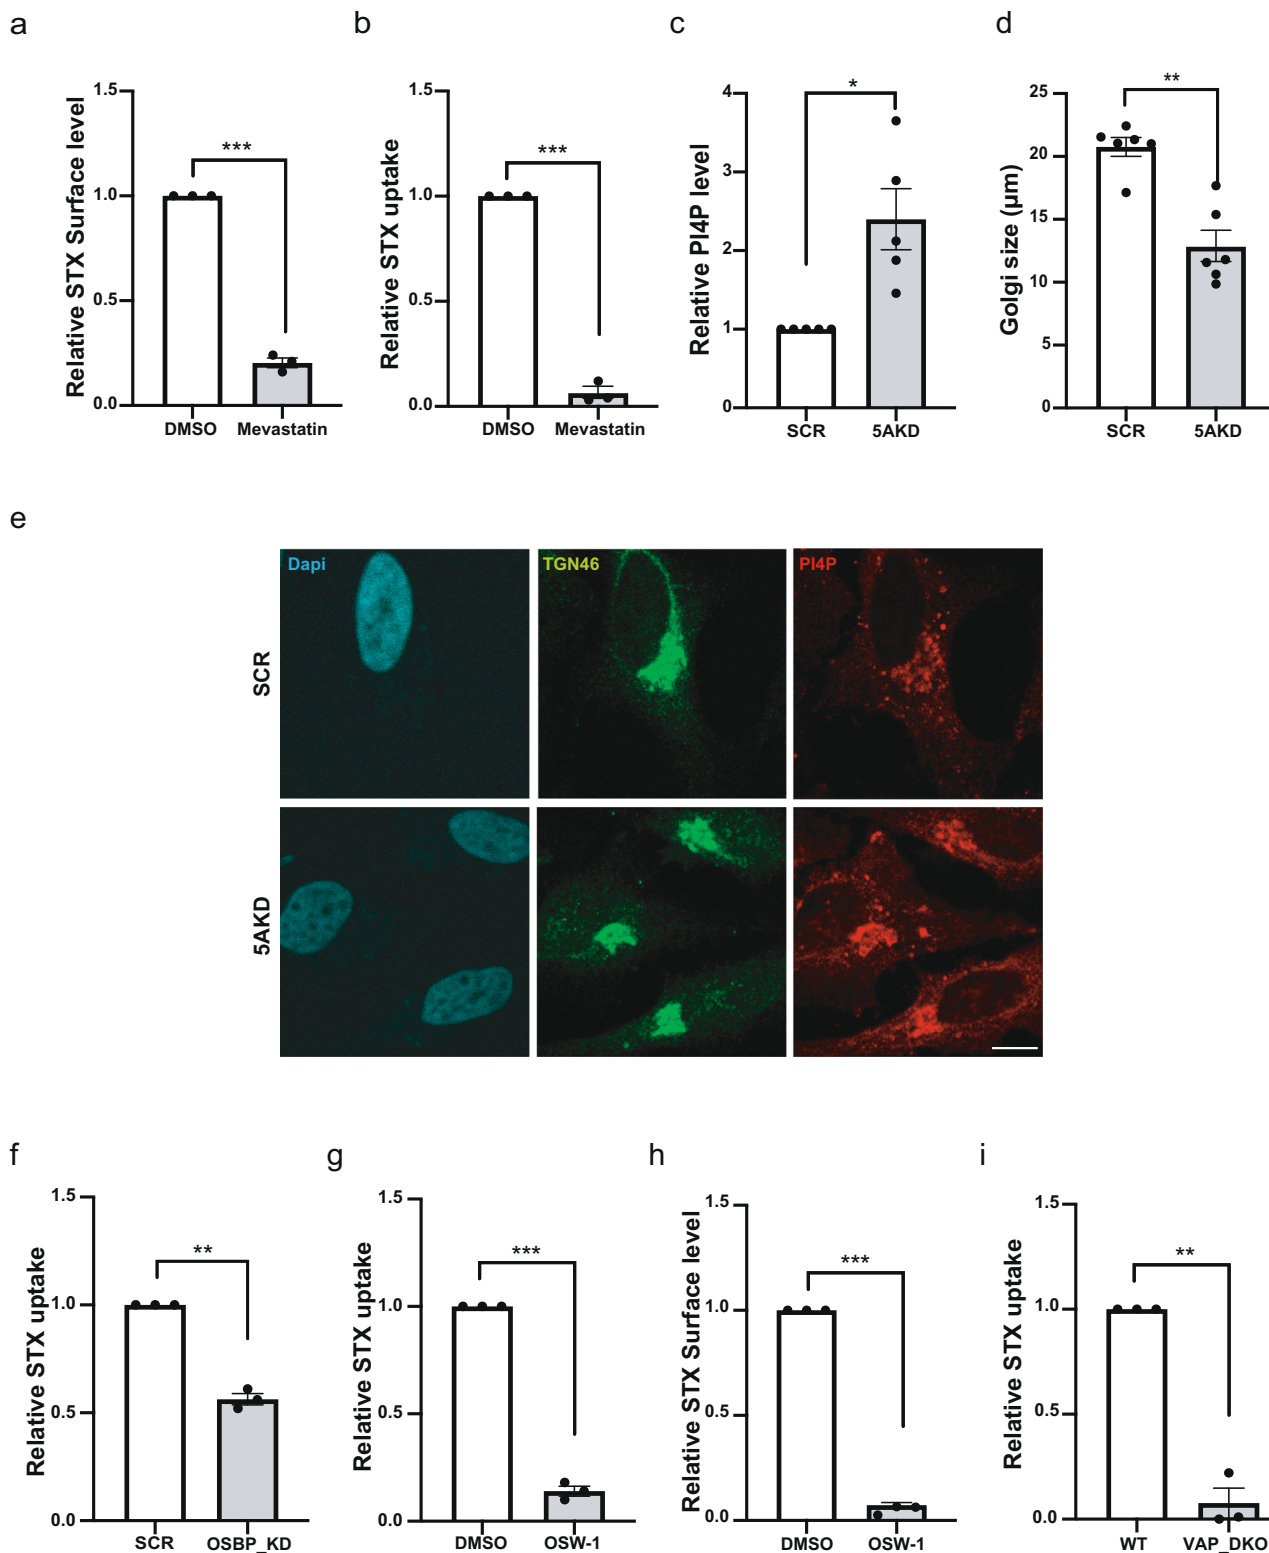 a
Relative STX Surface level
1.5
1.0
0.5
0.0
***
DMSO
Mevastatin
b
Relative STX uptake
1.5
1.0
0.5
0.0
***
DMSO
Mevastatin
c
Relative PI4P level
4
3
2
1
0
*
SCR
5AKD
d
Golgi size (µm)
25
20
15
10
5
0
**
SCR
5AKD
e
Dapi
TGN46
PI4P
SCR
5AKD
f
Relative STX uptake
1.5
1.0
0.5
0.0
**
SCR
OSBP_KD
g
Relative STX uptake
1.5
1.0
0.5
0.0
***
DMSO
OSW-1
h
Relative STX Surface level
1.5
1.0
0.5
0.0
***
DMSO
OSW-1
i
Relative STX uptake
1.5
1.0
0.5
0.0
**
WT
VAP_DKO